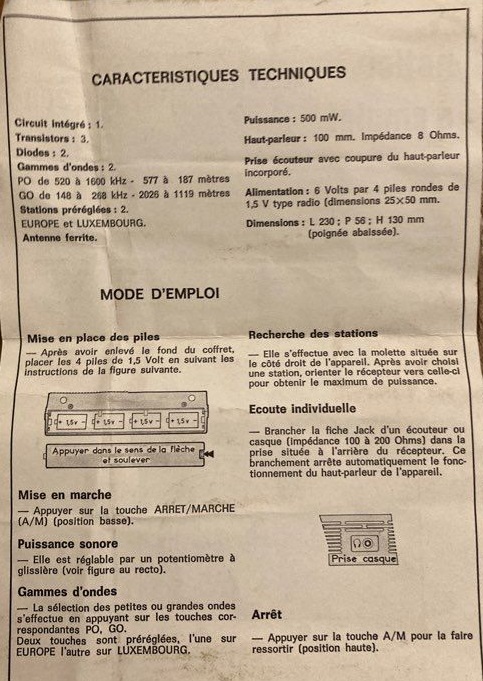 CARACTERISTIQUES TECHNIQUES
Circuit intégré : 1.
Transistors : 3.
Diodes : 2.
Gammes d'ondes : 2.
PO de 520 à 1600 kHz - 577 à 187 mètres
GO de 148 à 268 kHz - 2026 à 1119 mètres
Stations préréglées : 2.
EUROPE et LUXEMBOURG.
Antenne ferrite.
Puissance : 500 mW.
Haut-parleur : 100 mm. Impédance 8 Ohms.
Prise écouteur avec coupure du haut-parleur
incorporé.
Alimentation : 6 Volts par 4 piles rondes de
1,5 V type radio (dimensions 25×50 mm.
Dimensions : L 230 ; P 56 ; H 130 mm
(poignée abaissée).
MODE D'EMPLOI
Mise en place des piles
— Après avoir enlevé le fond du coffret,
placer les 4 piles de 1,5 Volt en suivant les
instructions de la figure suivante.
+ 1,5v - + 1,5v - + 1,5v - + 1,5v -
Appuyer dans le sens de la flèche
et soulever
Mise en marche
— Appuyer sur la touche ARRET/MARCHE
(A/M) (position basse).
Puissance sonore
— Elle est réglable par un potentiomètre à
glissière (voir figure au recto).
Gammes d'ondes
— La sélection des petites ou grandes ondes
s'effectue en appuyant sur les touches cor-
respondantes PO, GO.
Deux touches sont préréglées, l'une sur
EUROPE l'autre sur LUXEMBOURG.
Recherche des stations
— Elle s'effectue avec la molette située sur
le côté droit de l'appareil. Après avoir choisi
une station, orienter le récepteur vers celle-ci
pour obtenir le maximum de puissance.
Ecoute individuelle
— Brancher la fiche Jack d'un écouteur ou
casque (impédance 100 à 200 Ohms) dans la
prise située à l'arrière du récepteur. Ce
branchement arrête automatiquement le fonc-
tionnement du haut-parleur de l'appareil.
Prise casque
Arrêt
— Appuyer sur la touche A/M pour la faire
ressortir (position haute).